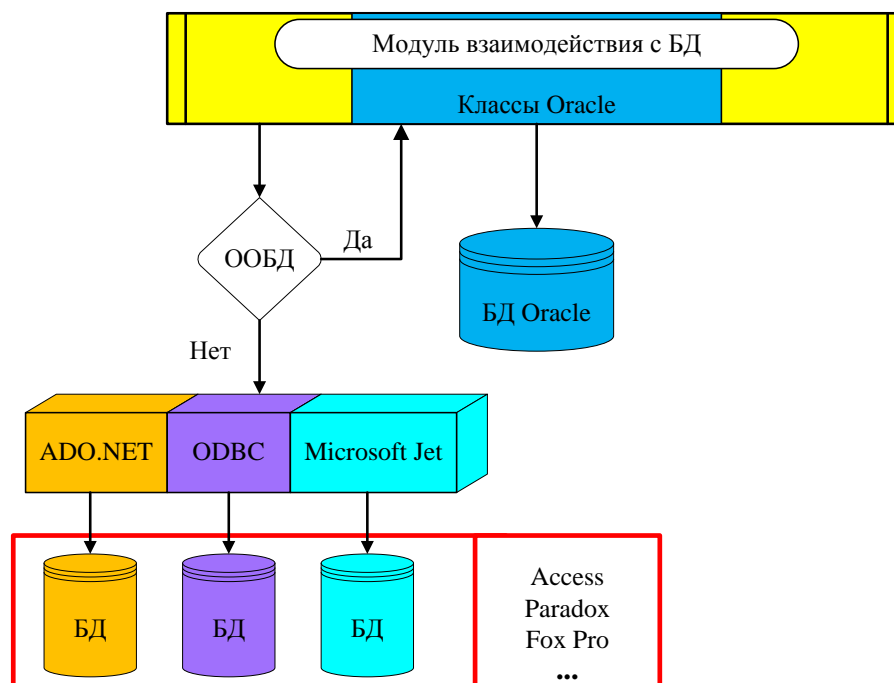 Модуль взаимодействия с БД
Классы Oracle
ООБД
Да
БД Oracle
Нет
ADO.NET
ODBC
Microsoft Jet
БД
БД
БД
Access
Paradox
Fox Pro
...